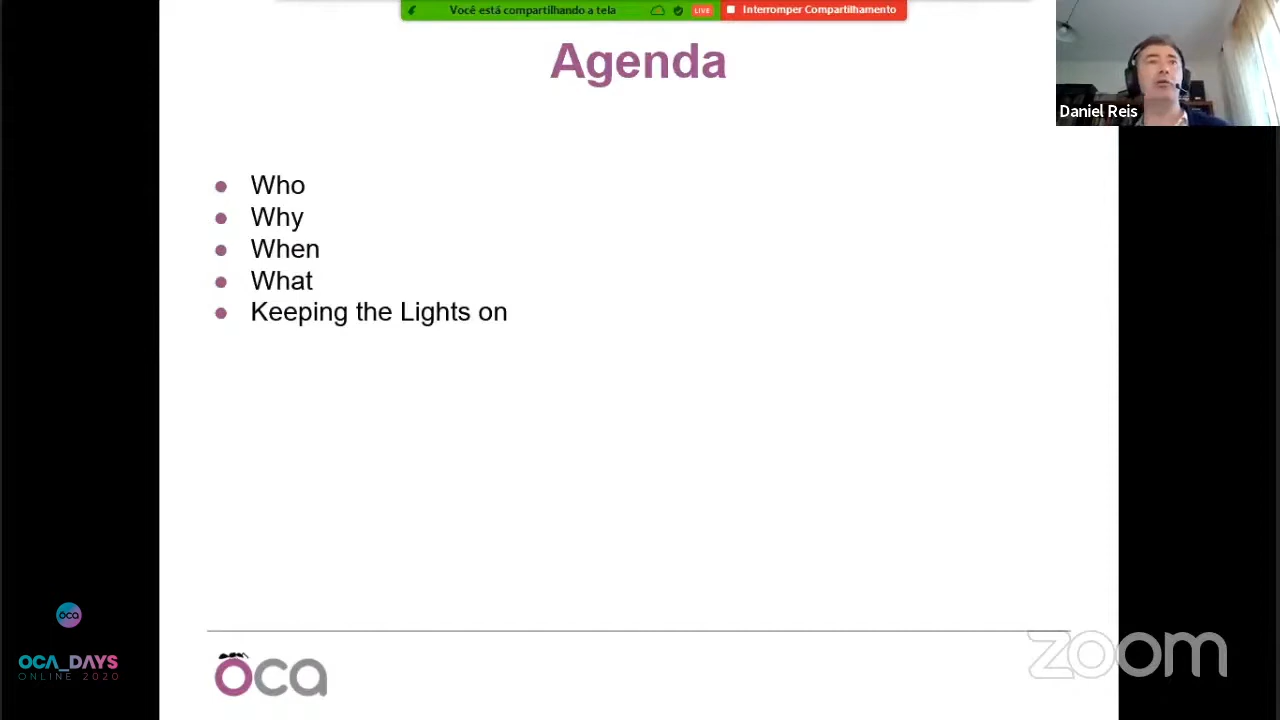 Você está compartilhando a tela
LIVE
Interromper Compartilhamento
Agenda
Daniel Reis
Who
Why
When
What
Keeping the Lights on
oca
OCA_DAYS
ONLINE 2020
oca
zoom